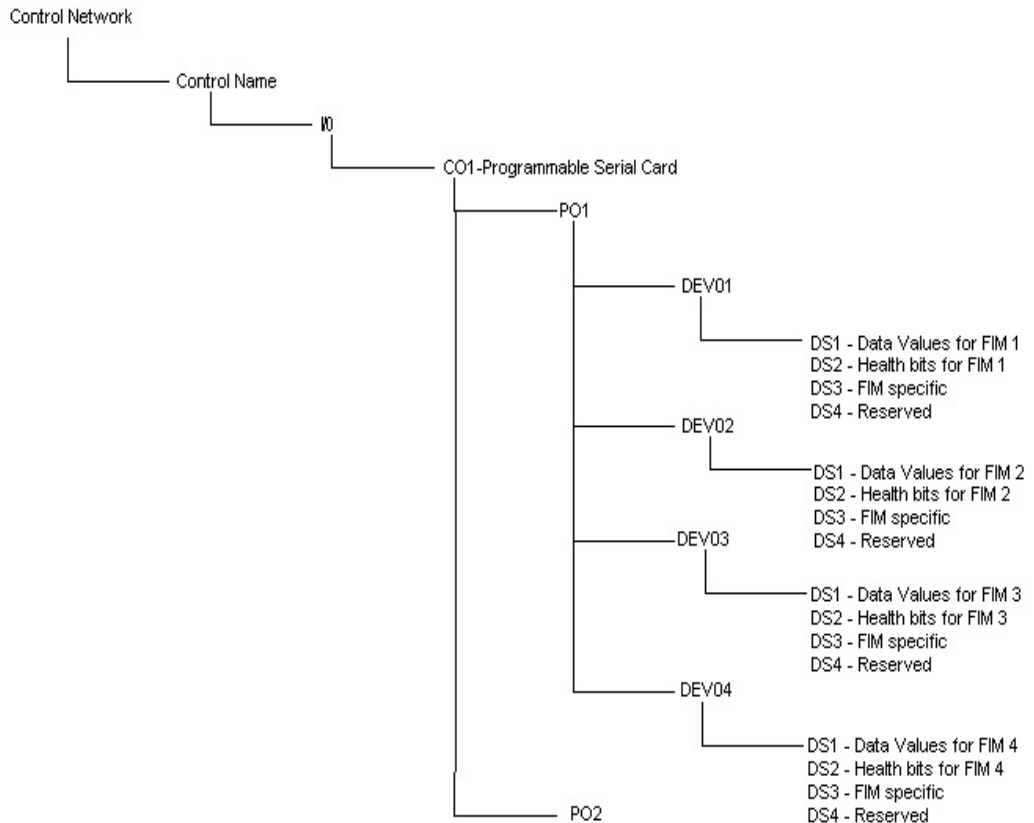 Control Network
Control Name
I/0
CO1-Programmable Serial Card
PO1
DEV01
DS1 - Data Values for FIM 1
DS2 - Health bits for FIM 1
DS3 - FIM specific
DS4 - Reserved
DEV02
DS1 - Data Values for FIM 2
DS2 - Health bits for FIM 2
DS3 - FIM specific
DS4 - Reserved
DEV03
DS1 - Data Values for FIM 3
DS2 - Health bits for FIM 3
DS3 - FIM specific
DS4 - Reserved
DEV04
DS1 - Data Values for FIM 4
DS2 - Health bits for FIM 4
DS3 - FIM specific
DS4 - Reserved
PO2